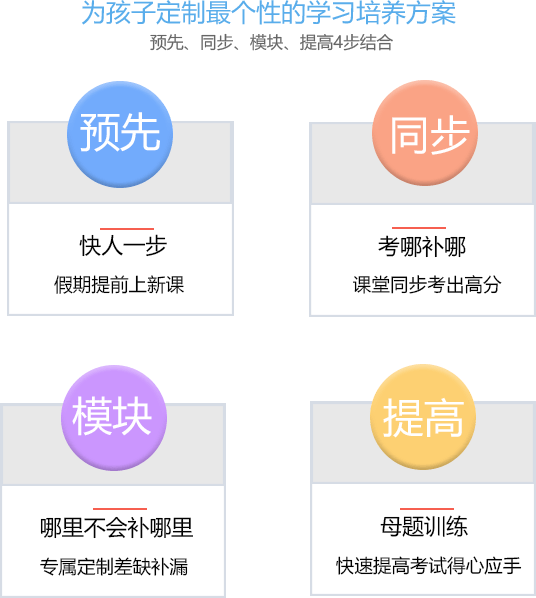 为孩子定制最个性的学习培养方案
预先、同步、模块、提高4步结合
预先
快人一步
假期提前上新课
同步
考哪补哪
课堂同步考出高分
模块
哪里不会补哪里
专属定制差缺补漏
提高
母题训练
快速提高考试得心应手